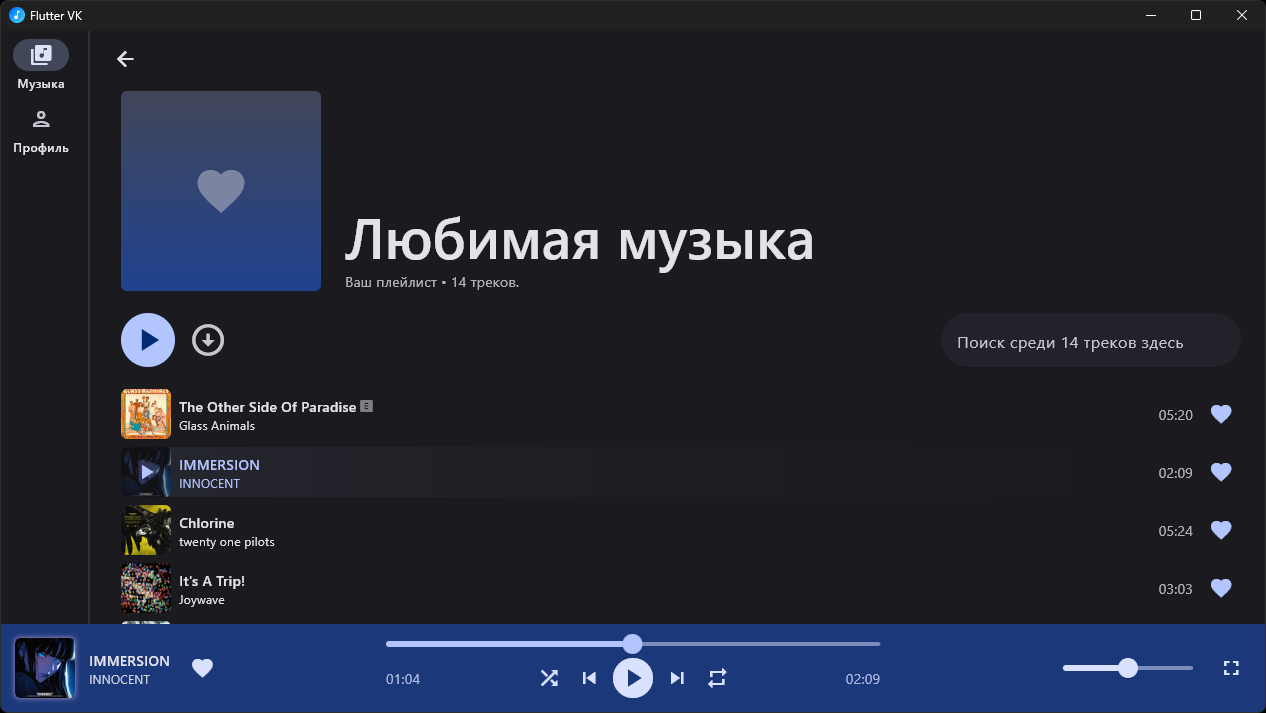 Flutter VK
Музыка
Профиль
Любимая музыка
Ваш плейлист • 14 треков.
Поиск среди 14 треков здесь
The Other Side Of Paradise E
Glass Animals
05:20
IMMERSION
INNOCENT
02:09
Chlorine
twenty one pilots
05:24
It's A Trip!
Joywave
03:03
IMMERSION
INNOCENT
01:04
02:09